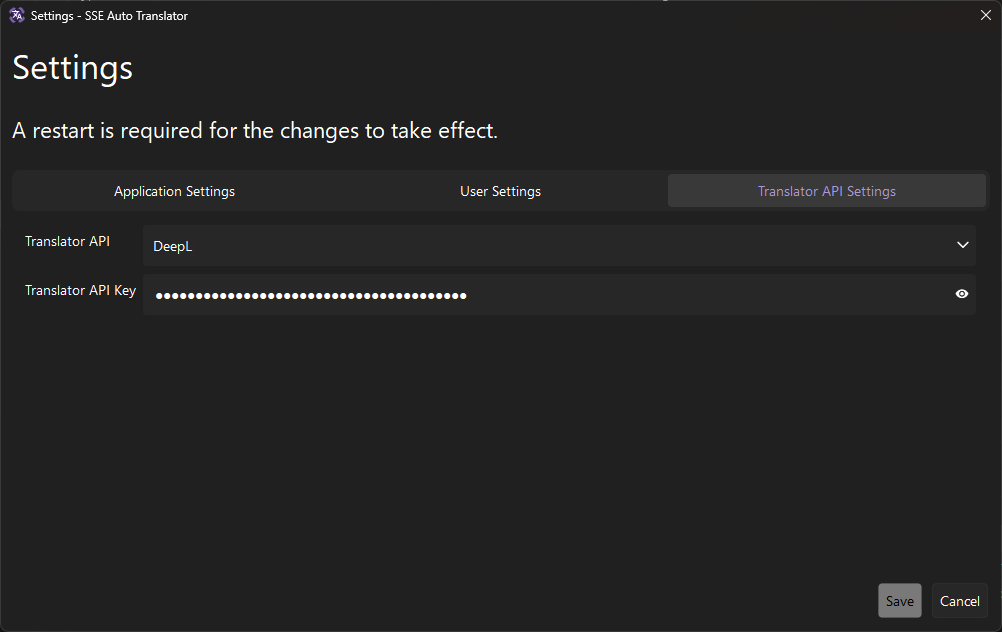 Settings - SSE Auto Translator
Settings
A restart is required for the changes to take effect.
Application Settings
User Settings
Translator API Settings
Translator API
DeepL
Translator API Key
•••••••••••••••••••••••••••••••••••••••
Save
Cancel